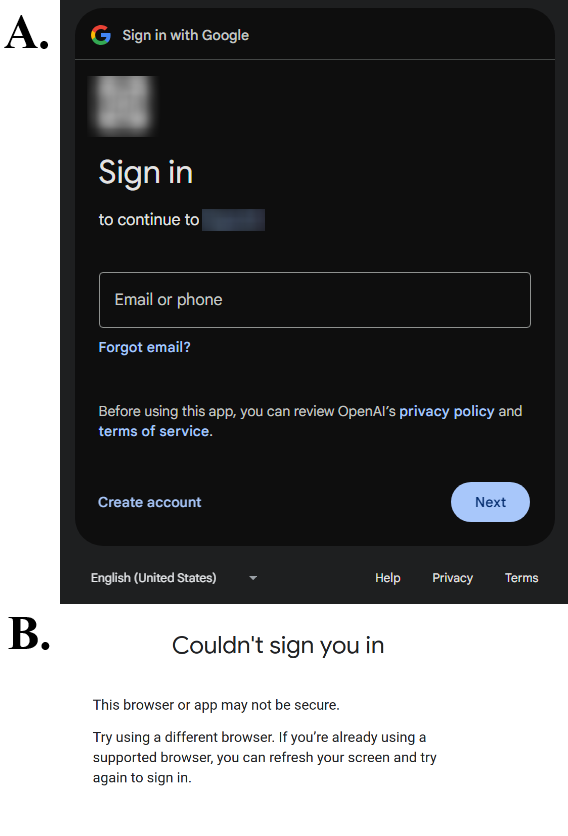 A.
Sign in with Google
Sign in
to continue to
Email or phone
Forgot email?
Before using this app, you can review OpenAI's privacy policy and
terms of service.
Create account
Next
English (United States)
Help
Privacy
Terms
B.
Couldn't sign you in
This browser or app may not be secure.
Try using a different browser. If you're already using a
supported browser, you can refresh your screen and try
again to sign in.